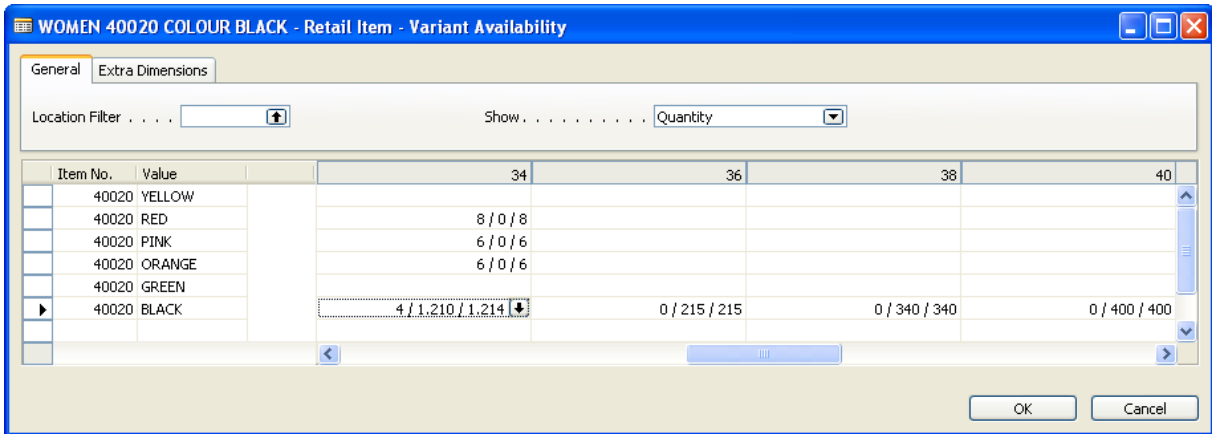 WOMEN 40020 COLOUR BLACK - Retail Item - Variant Availability
General Extra Dimensions
Location Filter . . . . Show . . . . . . . . . . Quantity
Item No. Value 34 36 38 40
40020 YELLOW
40020 RED 8 / 0 / 8
40020 PINK 6 / 0 / 6
40020 ORANGE 6 / 0 / 6
40020 GREEN
40020 BLACK 4 / 1.210 / 1.214 0 / 215 / 215 0 / 340 / 340 0 / 400 / 400
OK Cancel